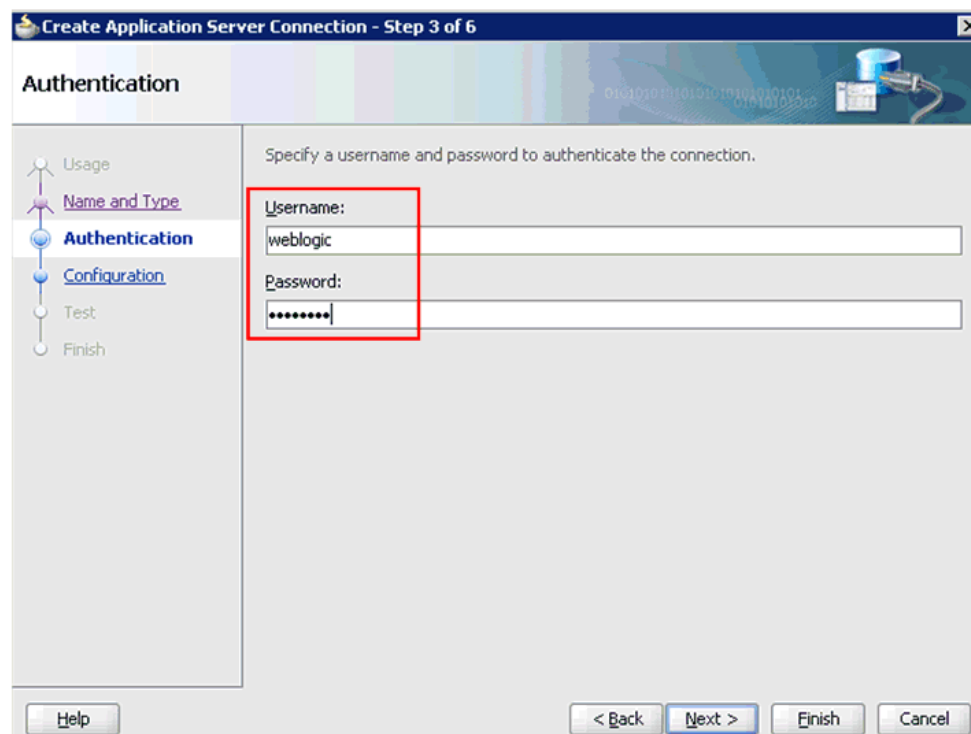 Create Application Server Connection - Step 3 of 6
Authentication
Usage
Name and Type
Authentication
Configuration
Test
Finish
Specify a username and password to authenticate the connection.
Username:
weblogic
Password:
••••••••
Help
< Back
Next >
Finish
Cancel